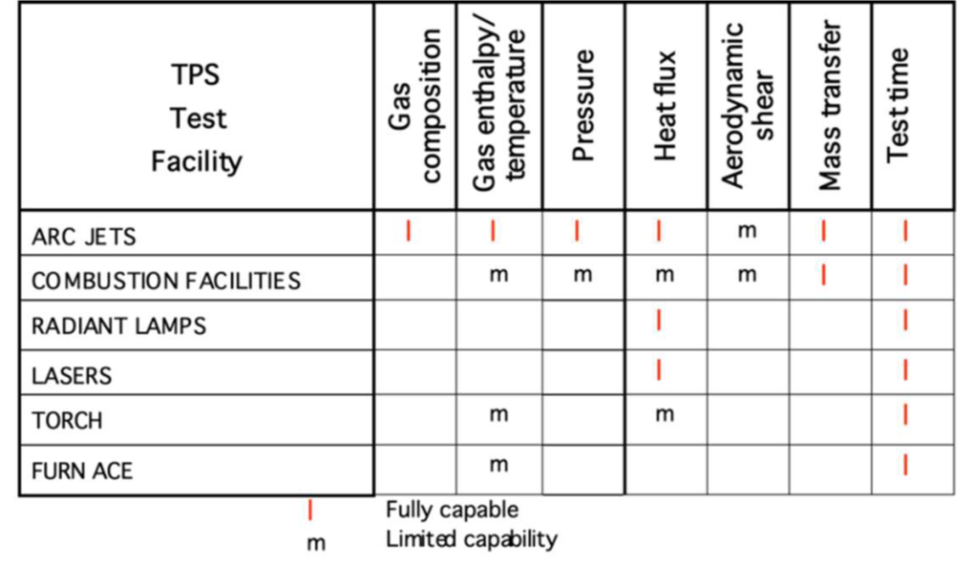 TPS
Test
Facility
Gas
composition
Gas enthalpy/
temperature
Pressure
Heat flux
Aerodynamic
shear
Mass transfer
Test time
ARC JETS l l l l m l l
COMBUSTION FACILITIES m m m m l l
RADIANT LAMPS l l
LASERS l l
TORCH m m l
FURN ACE m l
l Fully capable
m Limited capability